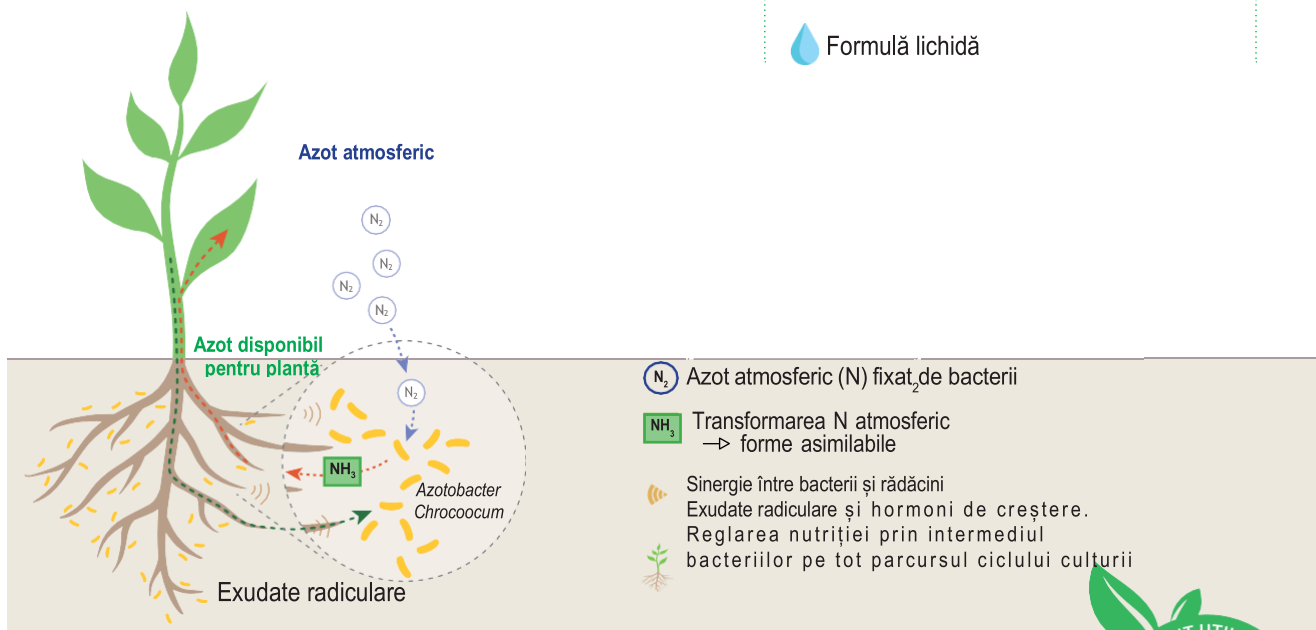 Formulă lichidă
Azot atmosferic
N₂
N₂
N₂
N₂
Azot disponibil
pentru plantă
N₂
NH₃
Azotobacter
Chrocoocum
Exudate radiculare
N₂ Azot atmosferic (N) fixat₂de bacterii
NH₃ Transformarea N atmosferic
→ forme asimilabile
Sinergie între bacterii și rădăcini
Exudate radiculare și hormoni de creștere.
Reglarea nutriției prin intermediul
bacteriilor pe tot parcursul ciclului culturii